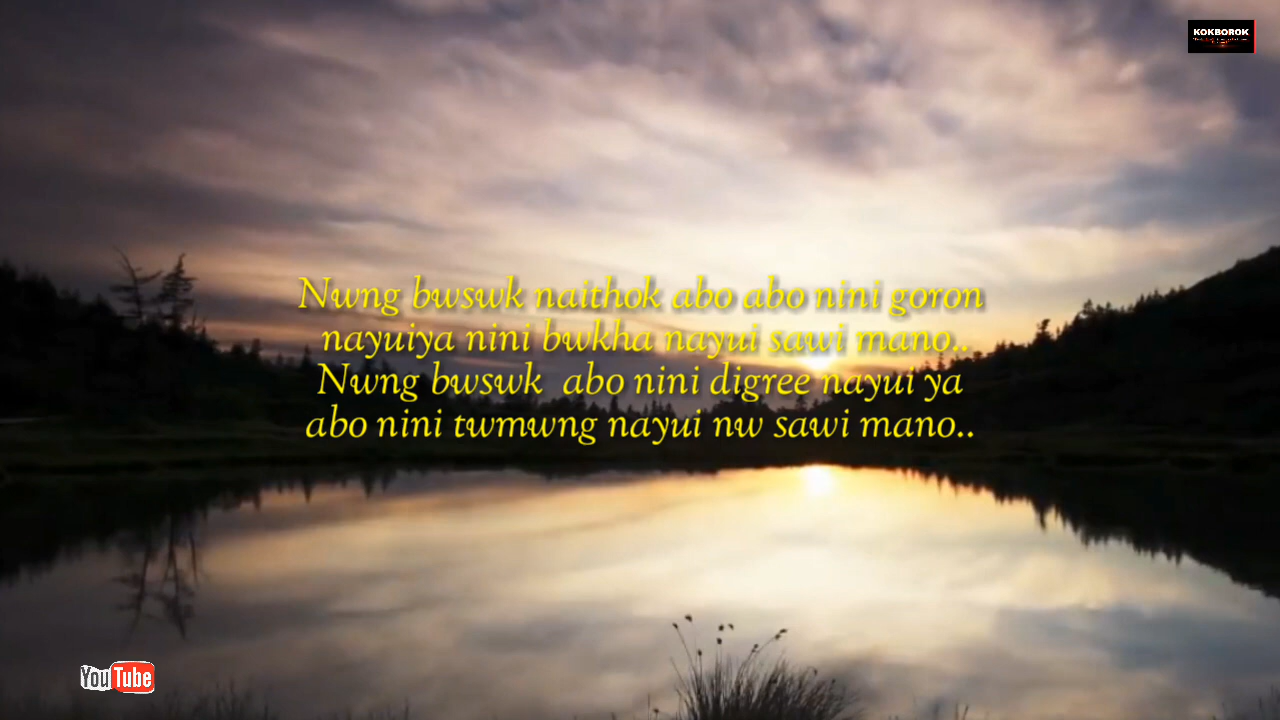 KOKBOROK
Nwng bwswk naithok abo abo nini goron
nayuiya nini bwkha nayui sawi mano..
Nwng bwswk abo nini digree nayui ya
abo nini twmwng nayui nw sawi mano..
YouTube